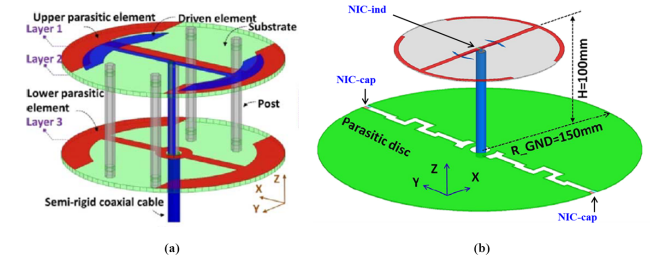 Upper parasitic element
Driven element
Substrate
Layer 1
Layer 2
Lower parasitic
element
Layer 3
Post
Z
X
Y
Semi-rigid coaxial cable
(a)
NIC-ind
NIC-cap
H=100mm
Parasitic disc
R_GND=150mm
Z
Y
X
NIC-cap
(b)